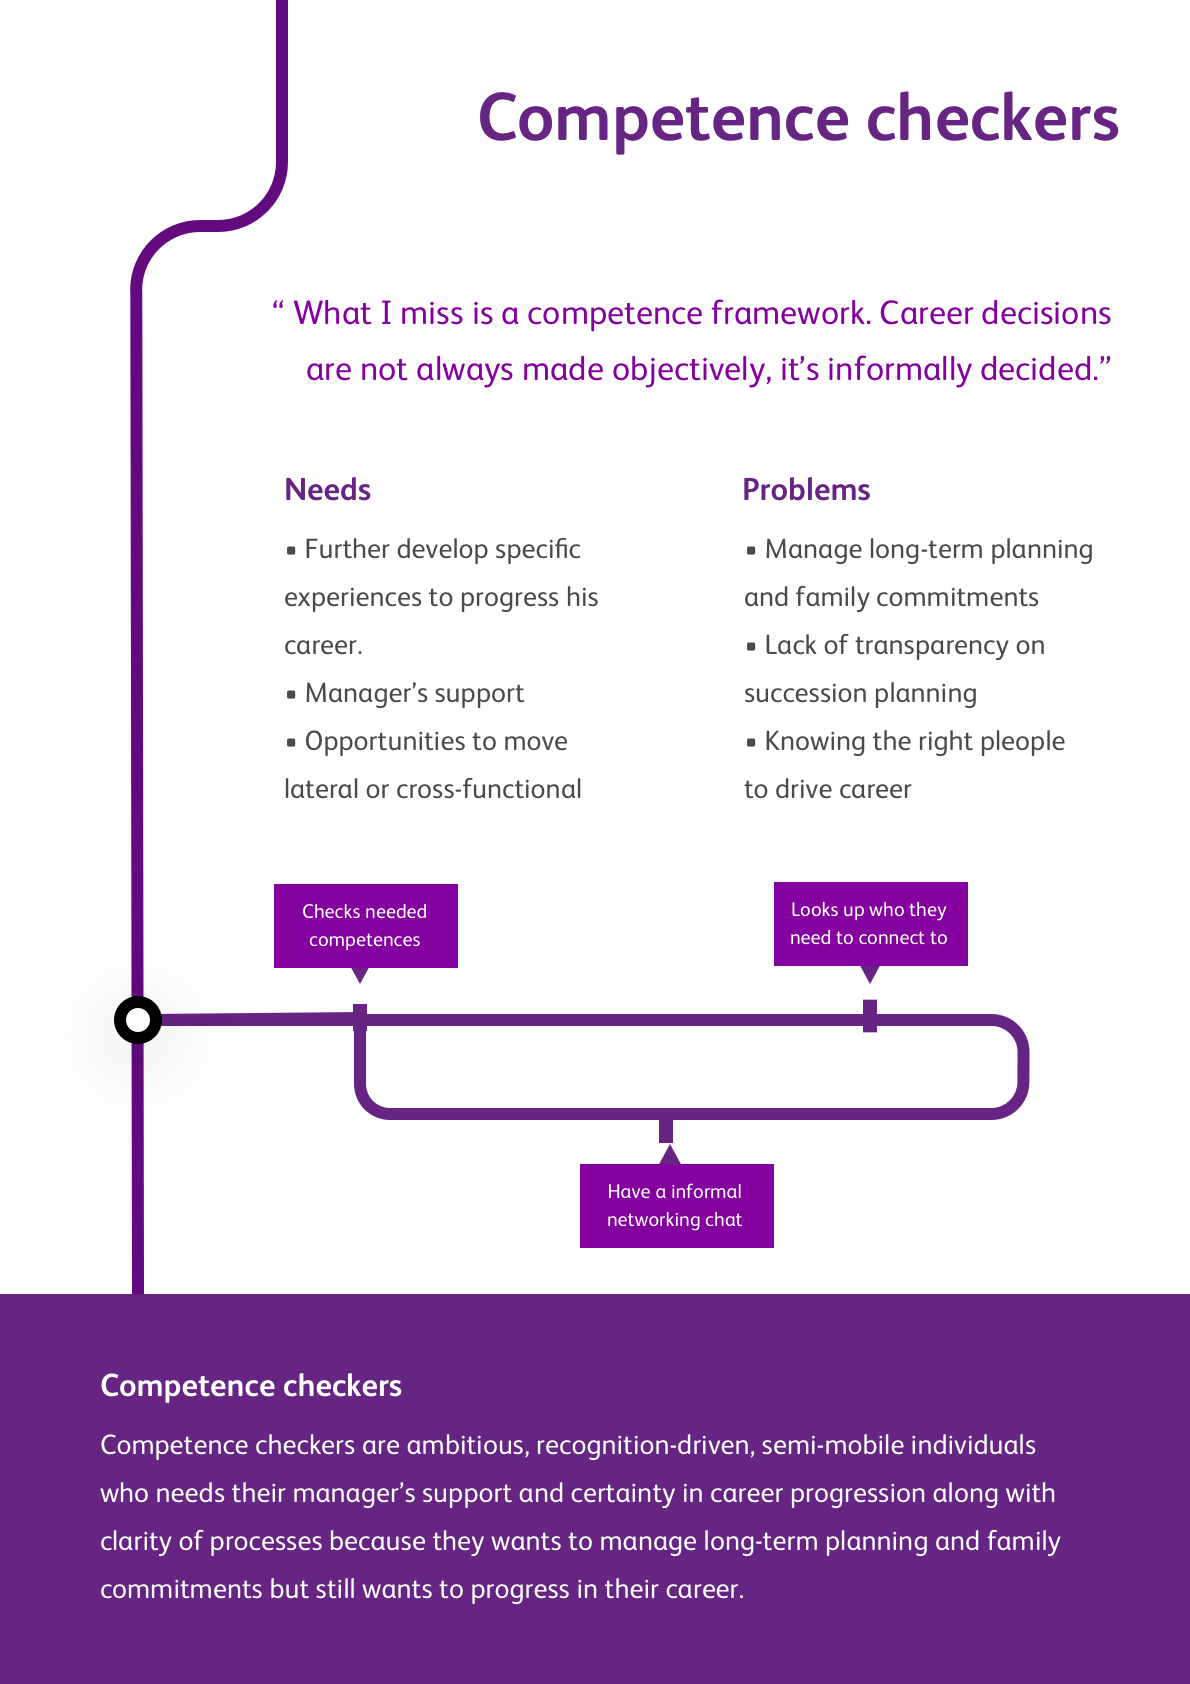 Competence checkers
“ What I miss is a competence framework. Career decisions
are not always made objectively, it’s informally decided.”
Needs
▪ Further develop specific
experiences to progress his
career.
▪ Manager’s support
▪ Opportunities to move
lateral or cross-functional
Problems
▪ Manage long-term planning
and family commitments
▪ Lack of transparency on
succession planning
▪ Knowing the right pleople
to drive career
Checks needed
competences
Looks up who they
need to connect to
Have a informal
networking chat
Competence checkers
Competence checkers are ambitious, recognition-driven, semi-mobile individuals
who needs their manager’s support and certainty in career progression along with
clarity of processes because they wants to manage long-term planning and family
commitments but still wants to progress in their career.